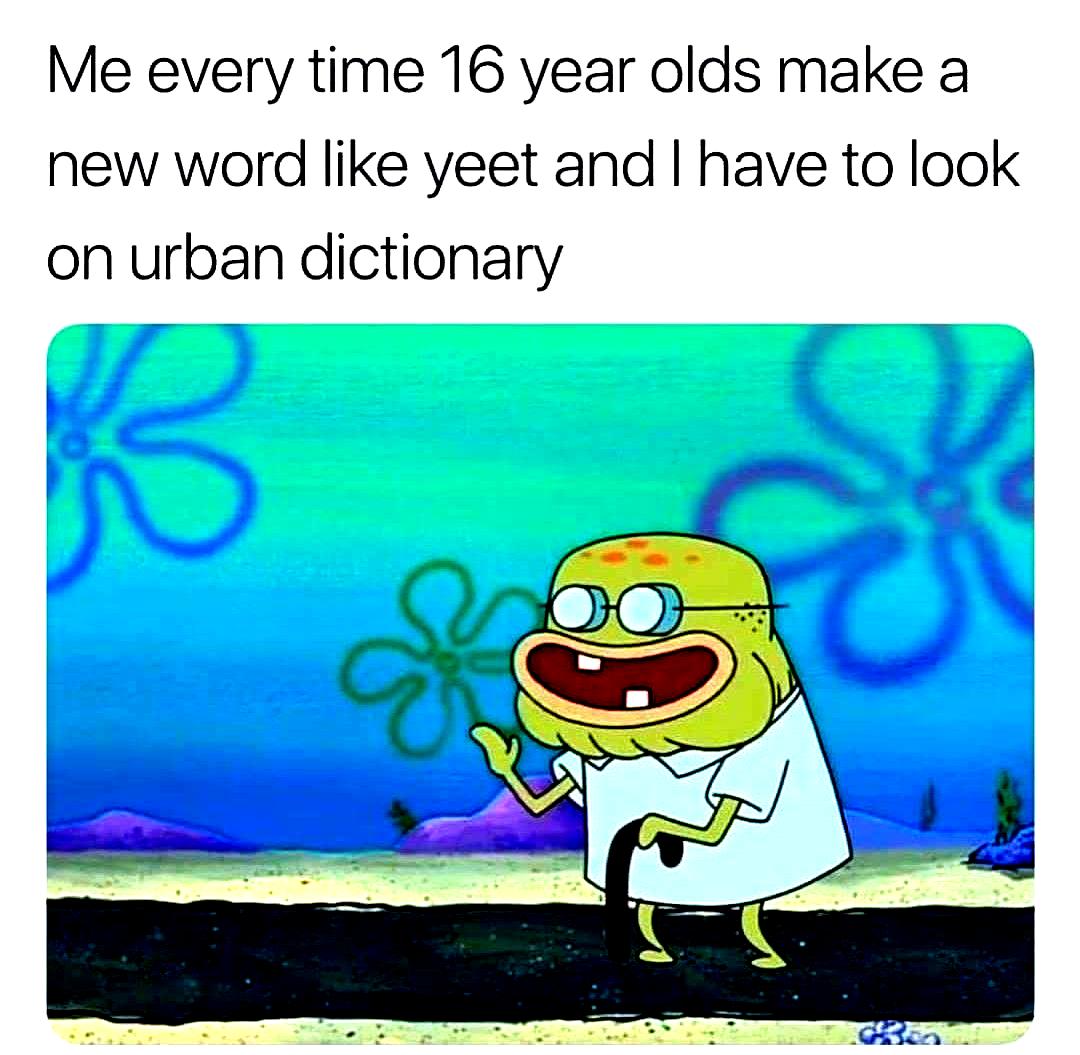 Me every time 16 year olds make a
new word like yeet and I have to look
on urban dictionary